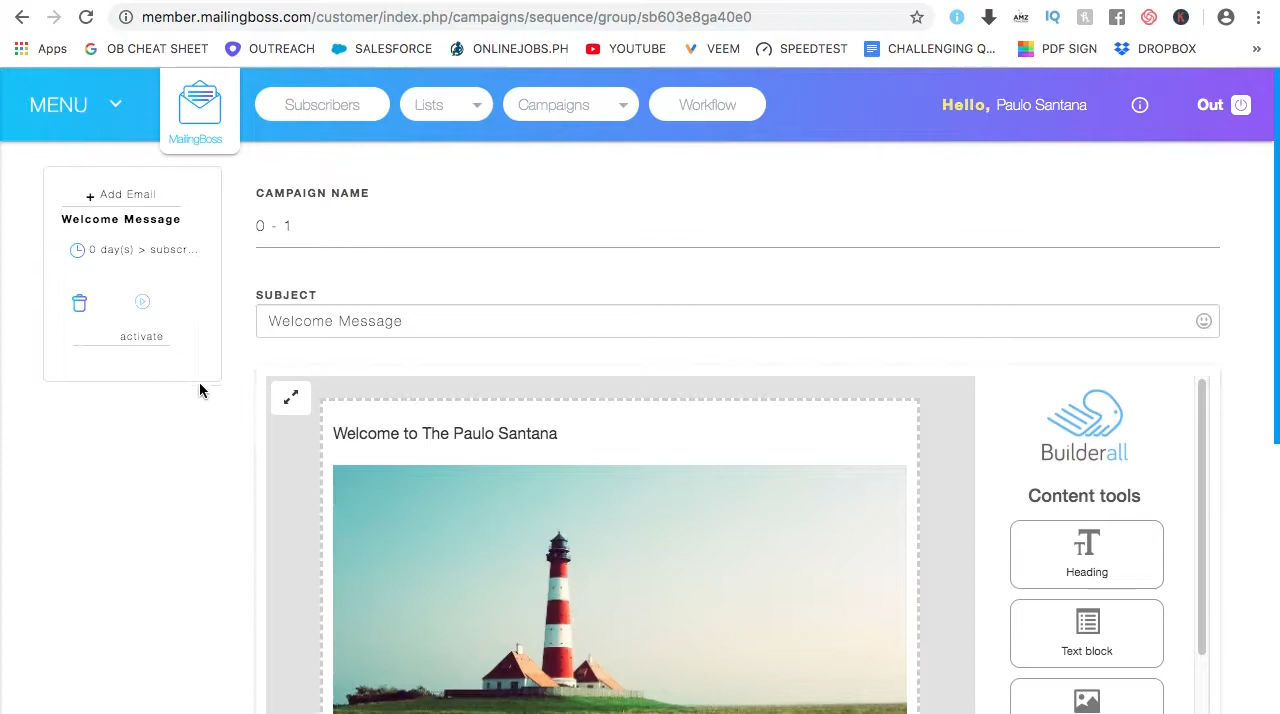 member.mailingboss.com/customer/index.php/campaigns/sequence/group/sb603e8ga40e0
AMZ IQ K
Apps OB CHEAT SHEET OUTREACH SALESFORCE ONLINEJOBS.PH YOUTUBE VEEM SPEEDTEST CHALLENGING Q... PDF SIGN DROPBOX »
MENU MailingBoss Subscribers Lists Campaigns Workflow Hello, Paulo Santana Out
+ Add Email
Welcome Message
0 day(s) > subscr...
activate
CAMPAIGN NAME
0 - 1
SUBJECT
Welcome Message
Welcome to The Paulo Santana
Builderall
Content tools
TT
Heading
Text block